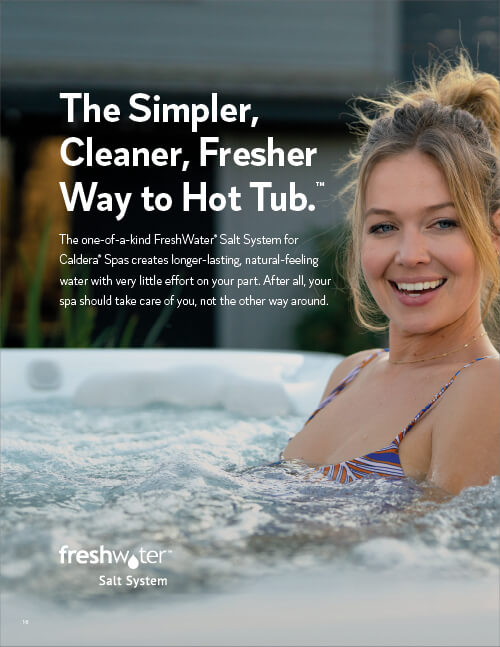 The Simpler,
Cleaner, Fresher
Way to Hot Tub.™
The one-of-a-kind FreshWater® Salt System for
Caldera® Spas creates longer-lasting, natural-feeling
water with very little effort on your part. After all, your
spa should take care of you, not the other way around.
freshwater™
Salt System